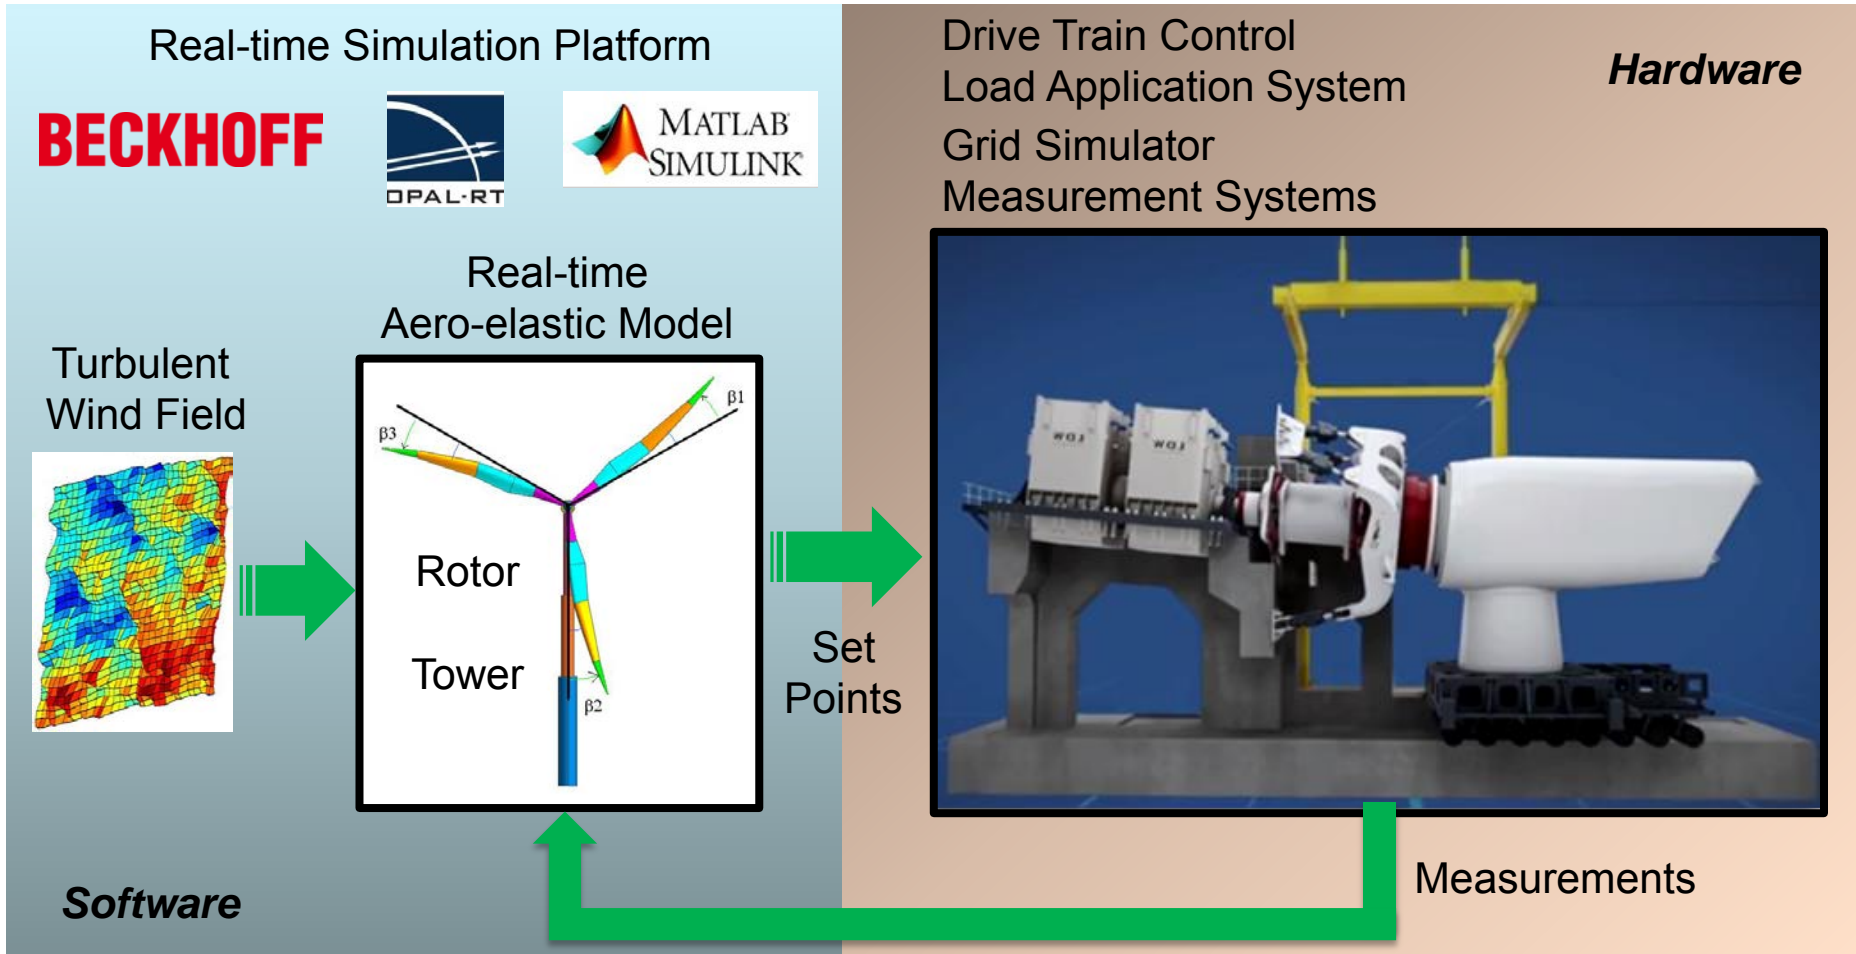 Real-time Simulation Platform
BECKHOFF
OPAL-RT
MATLAB
SIMULINK
Real-time
Aero-elastic Model
Turbulent
Wind Field
β1
β3
Rotor
Tower
β2
Set
Points
Software
Drive Train Control
Load Application System
Grid Simulator
Measurement Systems
Hardware
Measurements